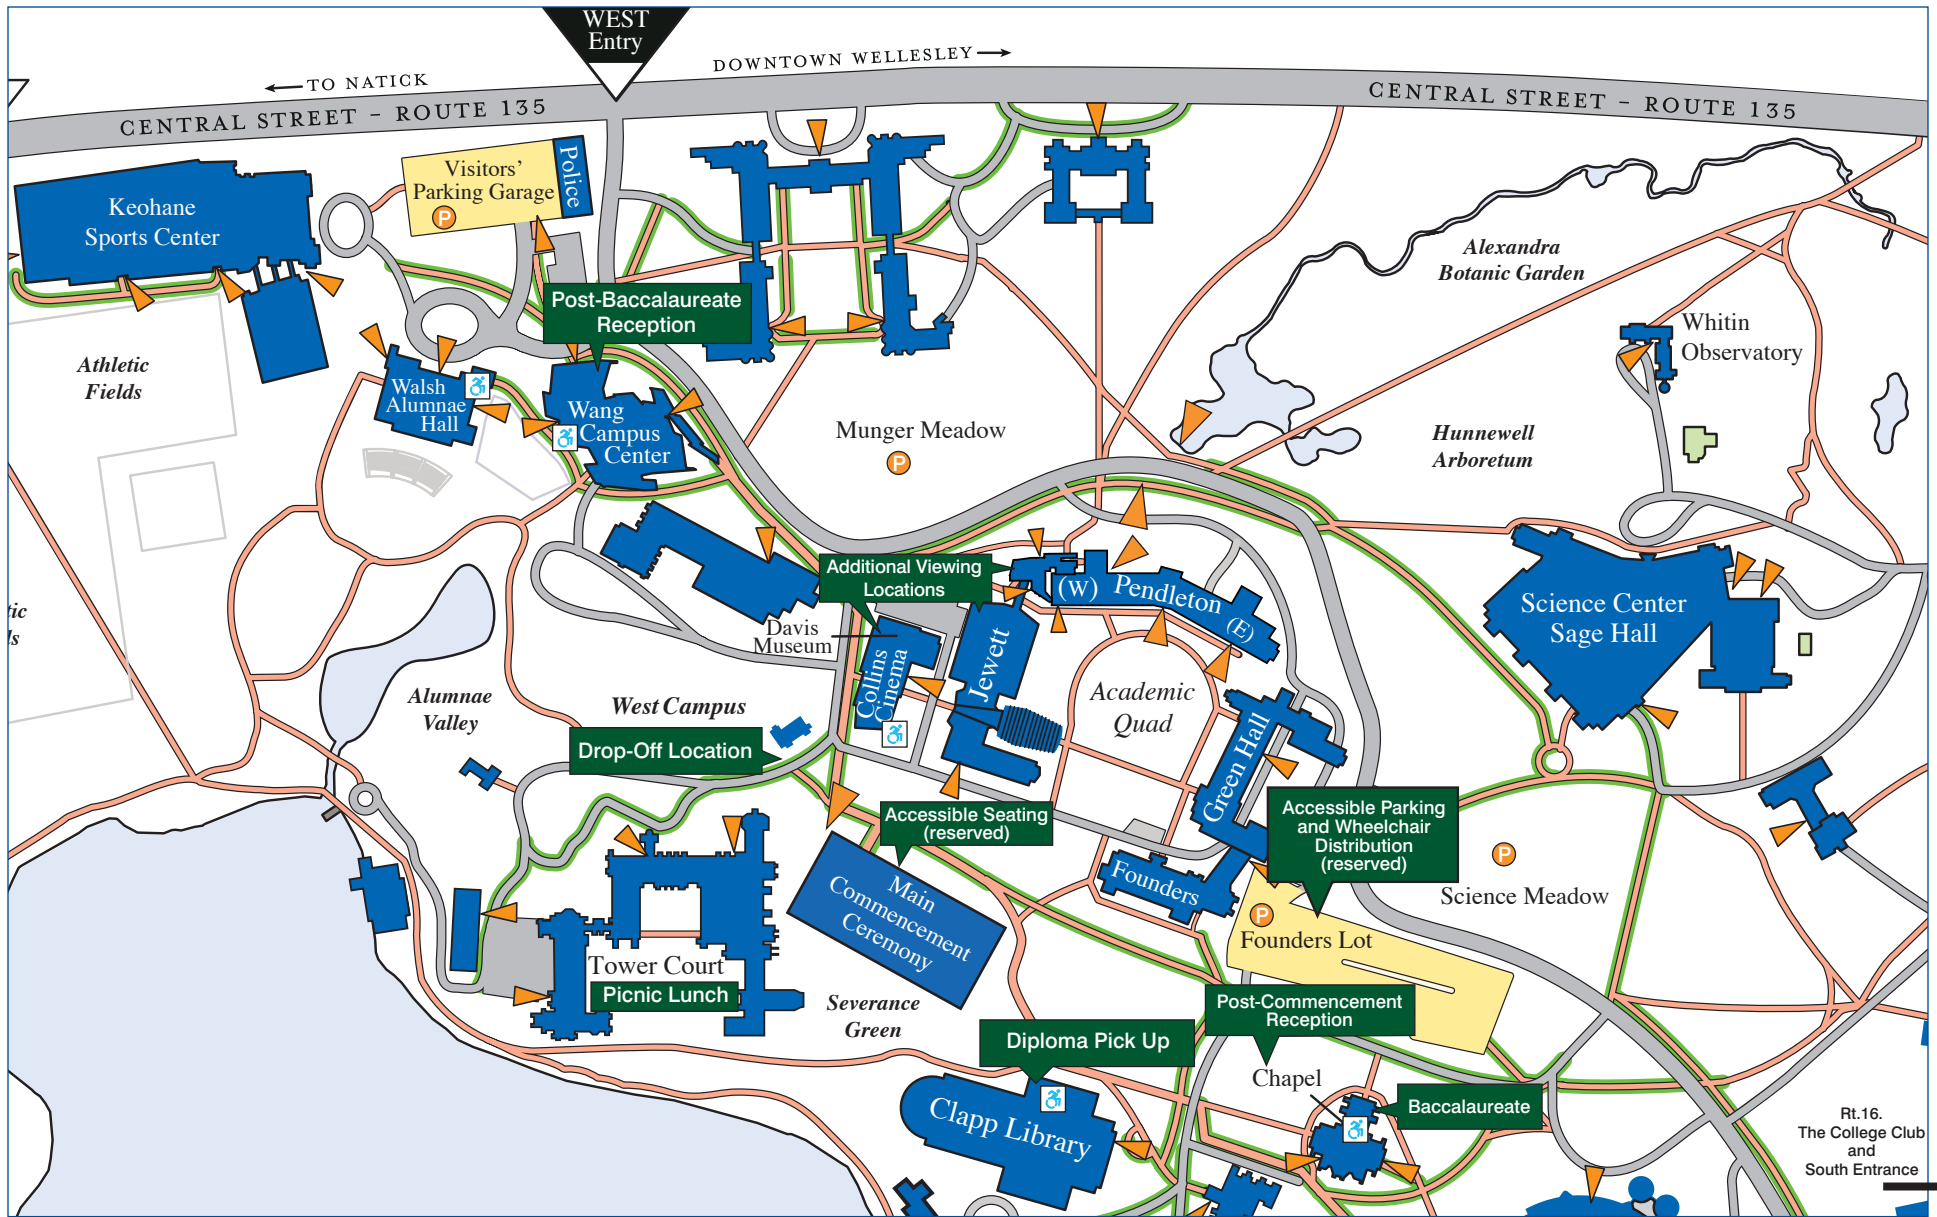 WEST
Entry
TO NATICK
DOWNTOWN WELLESLEY
CENTRAL STREET – ROUTE 135
CENTRAL STREET – ROUTE 135
Visitors'
Parking Garage
P
Police
Keohane
Sports Center
Alexandra
Botanic Garden
Post-Baccalaureate
Reception
Whitin
Observatory
Athletic
Fields
Walsh
Alumnae
Hall
Wang
Campus
Center
Munger Meadow
P
Hunnewell
Arboretum
Additional Viewing
Locations
(W) Pendleton
(E)
Science Center
Sage Hall
tic
ls
Davis
Museum
Collins
Cinema
Jewett
Academic
Quad
Alumnae
Valley
West Campus
Drop-Off Location
Green Hall
Accessible Seating
(reserved)
Accessible Parking
and Wheelchair
Distribution
(reserved)
P
Science Meadow
Main
Commencement
Ceremony
Founders
P
Founders Lot
Tower Court
Picnic Lunch
Severance
Green
Post-Commencement
Reception
Diploma Pick Up
Chapel
Baccalaureate
Clapp Library
Rt.16.
The College Club
and
South Entrance